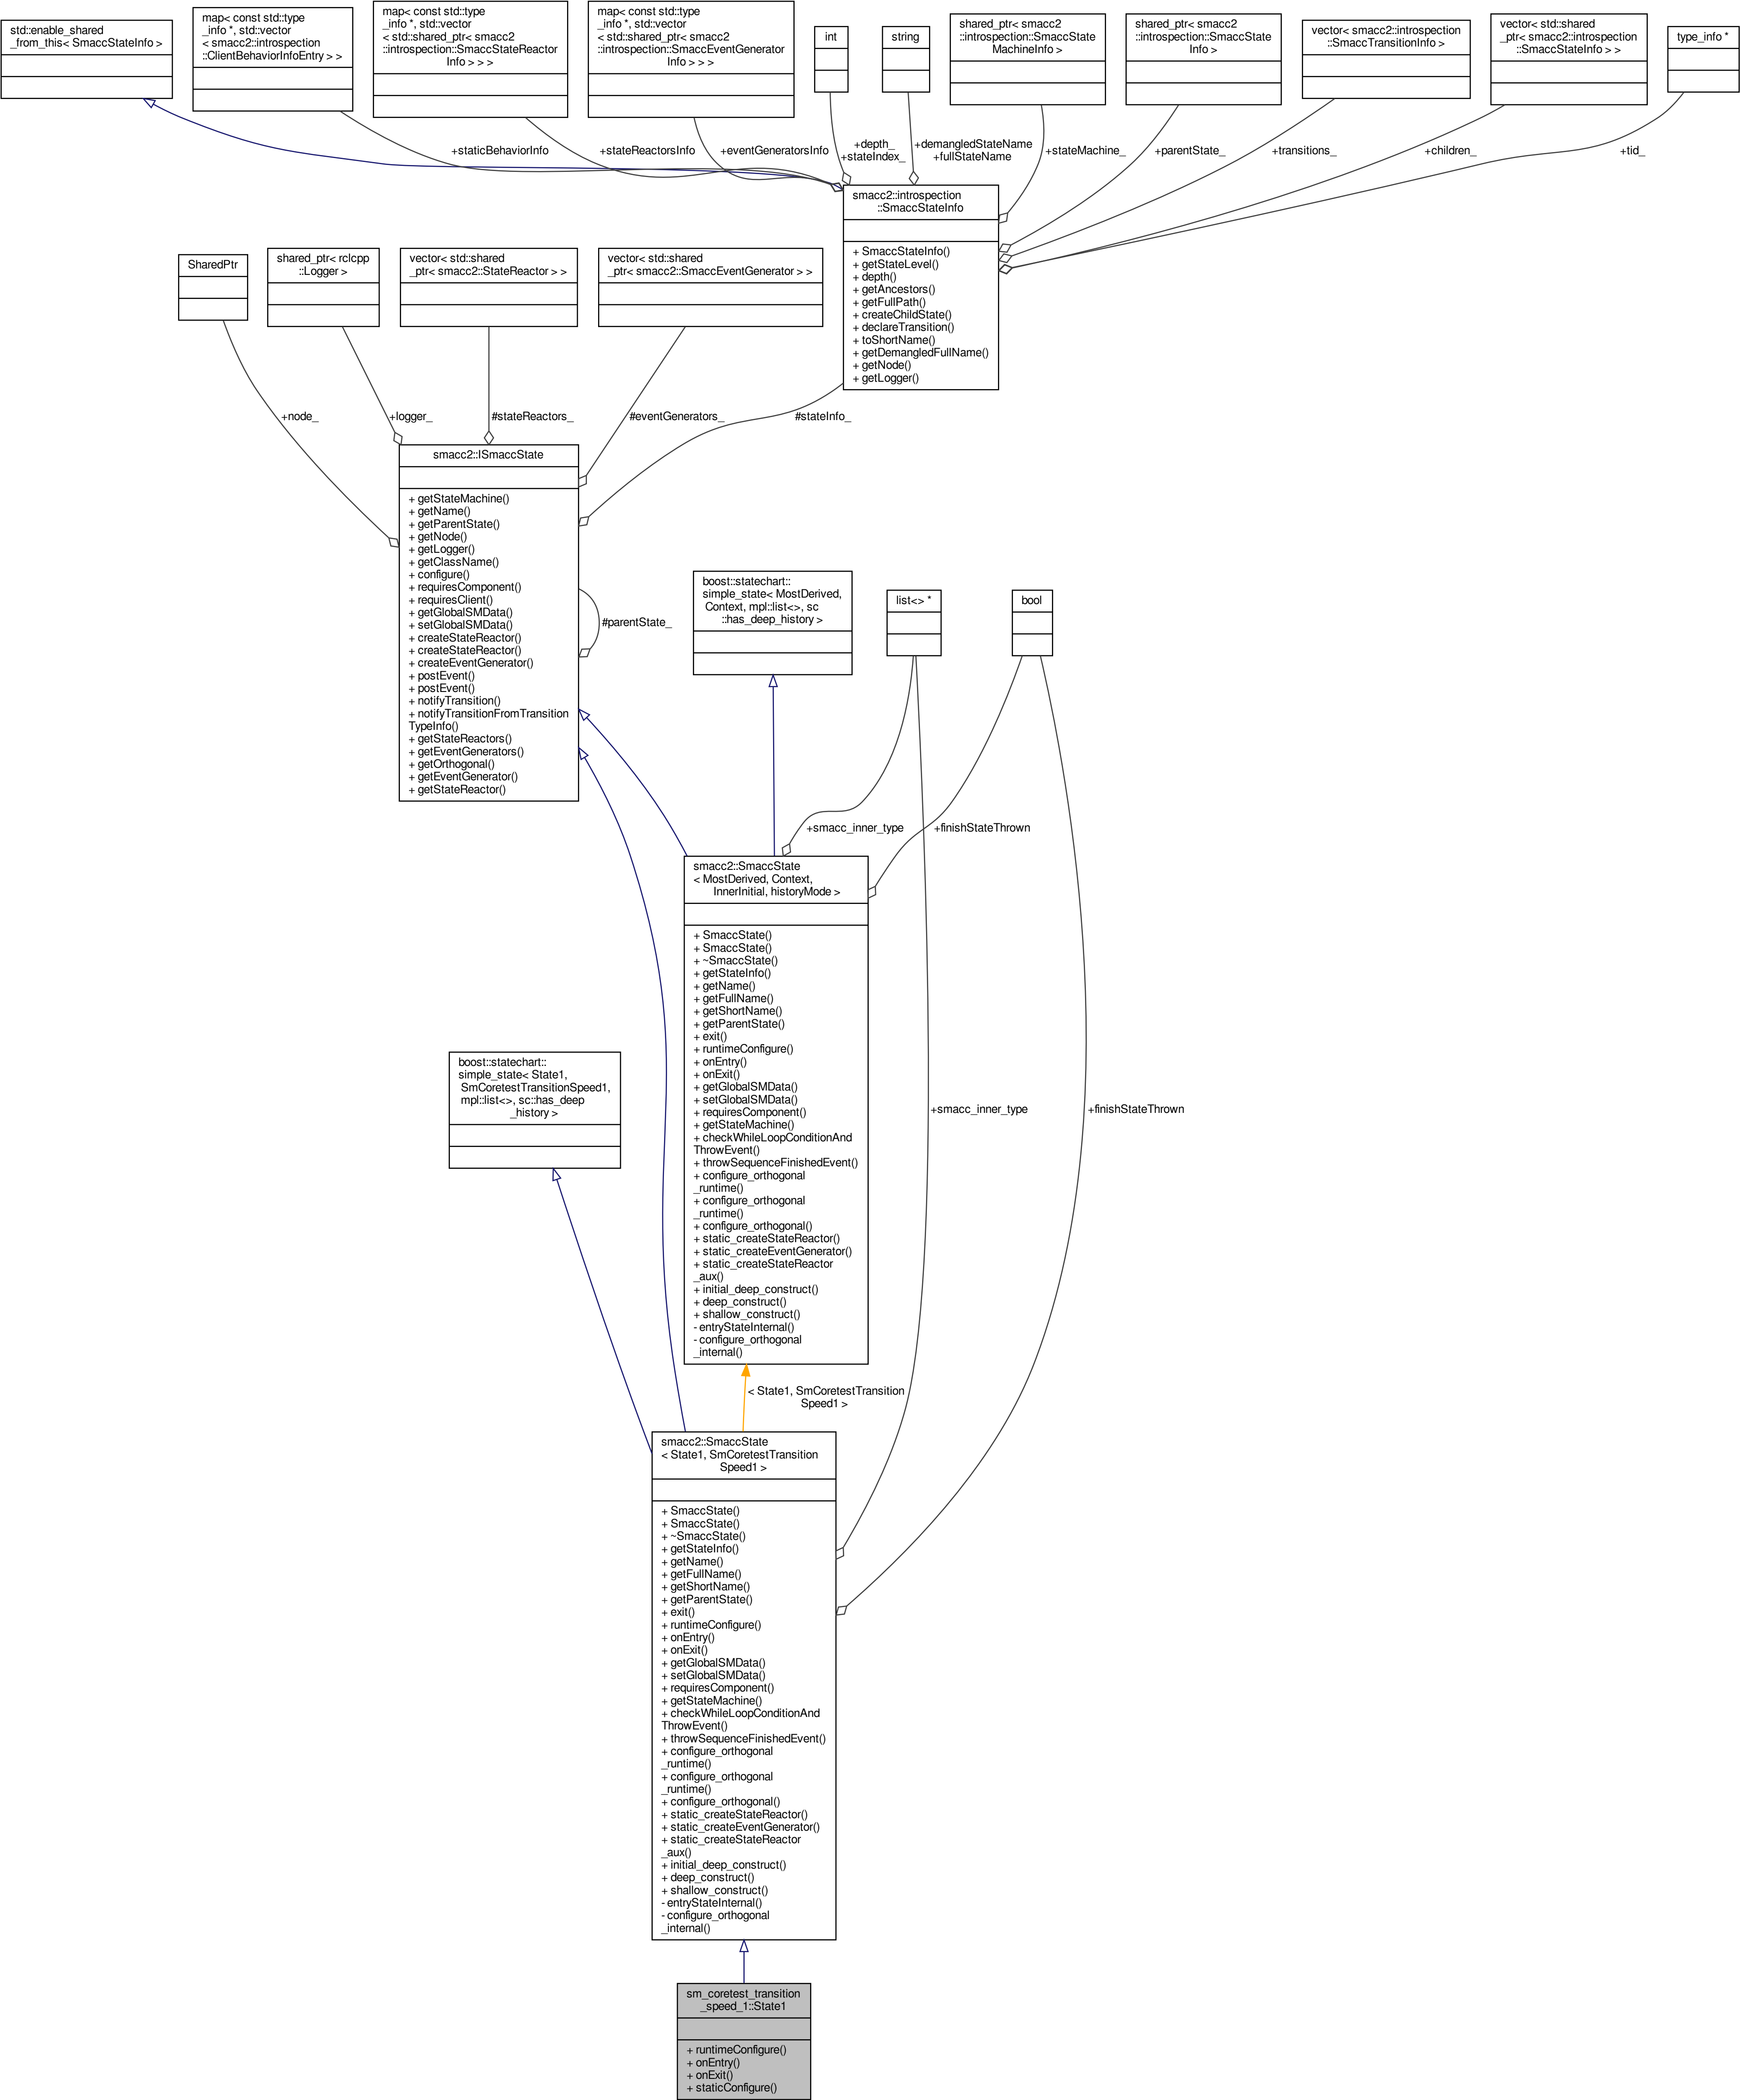 std::enable_shared
_from_this< SmaccStateInfo >
map< const std::type
_info *, std::vector
< smacc2::introspection
::ClientBehaviorInfoEntry > >
map< const std::type
_info *, std::vector
< std::shared_ptr< smacc2
::introspection::SmaccStateReactor
Info > > >
map< const std::type
_info *, std::vector
< std::shared_ptr< smacc2
::introspection::SmaccEventGenerator
Info > > >
int
string
shared_ptr< smacc2
::introspection::SmaccState
MachineInfo >
shared_ptr< smacc2
::introspection::SmaccState
Info >
vector< smacc2::introspection
::SmaccTransitionInfo >
vector< std::shared
_ptr< smacc2::introspection
::SmaccStateInfo > >
type_info *
+staticBehaviorInfo
+stateReactorsInfo
+eventGeneratorsInfo
+depth_
+stateIndex_
+demangledStateName
+fullStateName
+stateMachine_
+parentState_
+transitions_
+children_
+tid_
smacc2::introspection
::SmaccStateInfo
+ SmaccStateInfo()
+ getStateLevel()
+ depth()
+ getAncestors()
+ getFullPath()
+ createChildState()
+ declareTransition()
+ toShortName()
+ getDemangledFullName()
+ getNode()
+ getLogger()
SharedPtr
shared_ptr< rclcpp
::Logger >
vector< std::shared
_ptr< smacc2::StateReactor > >
vector< std::shared
_ptr< smacc2::SmaccEventGenerator > >
+node_
+logger_
#stateReactors_
#eventGenerators_
#stateInfo_
smacc2::ISmaccState
+ getStateMachine()
+ getName()
+ getParentState()
+ getNode()
+ getLogger()
+ getClassName()
+ configure()
+ requiresComponent()
+ requiresClient()
+ getGlobalSMData()
+ setGlobalSMData()
+ createStateReactor()
+ createStateReactor()
+ createEventGenerator()
+ postEvent()
+ postEvent()
+ notifyTransition()
+ notifyTransitionFromTransition
TypeInfo()
+ getStateReactors()
+ getEventGenerators()
+ getOrthogonal()
+ getEventGenerator()
+ getStateReactor()
#parentState_
boost::statechart::
simple_state< MostDerived,
Context, mpl::list<>, sc
::has_deep_history >
list<> *
bool
+smacc_inner_type
+finishStateThrown
smacc2::SmaccState
< MostDerived, Context,
InnerInitial, historyMode >
+ SmaccState()
+ SmaccState()
+ ~SmaccState()
+ getStateInfo()
+ getName()
+ getFullName()
+ getShortName()
+ getParentState()
+ exit()
+ runtimeConfigure()
+ onEntry()
+ onExit()
+ getGlobalSMData()
+ setGlobalSMData()
+ requiresComponent()
+ getStateMachine()
+ checkWhileLoopConditionAnd
ThrowEvent()
+ throwSequenceFinishedEvent()
+ configure_orthogonal
_runtime()
+ configure_orthogonal
_runtime()
+ configure_orthogonal()
+ static_createStateReactor()
+ static_createEventGenerator()
+ static_createStateReactor
_aux()
+ initial_deep_construct()
+ deep_construct()
+ shallow_construct()
- entryStateInternal()
- configure_orthogonal
_internal()
boost::statechart::
simple_state< State1,
SmCoretestTransitionSpeed1,
mpl::list<>, sc::has_deep
_history >
+smacc_inner_type
+finishStateThrown
< State1, SmCoretestTransition
Speed1 >
smacc2::SmaccState
< State1, SmCoretestTransition
Speed1 >
+ SmaccState()
+ SmaccState()
+ ~SmaccState()
+ getStateInfo()
+ getName()
+ getFullName()
+ getShortName()
+ getParentState()
+ exit()
+ runtimeConfigure()
+ onEntry()
+ onExit()
+ getGlobalSMData()
+ setGlobalSMData()
+ requiresComponent()
+ getStateMachine()
+ checkWhileLoopConditionAnd
ThrowEvent()
+ throwSequenceFinishedEvent()
+ configure_orthogonal
_runtime()
+ configure_orthogonal
_runtime()
+ configure_orthogonal()
+ static_createStateReactor()
+ static_createEventGenerator()
+ static_createStateReactor
_aux()
+ initial_deep_construct()
+ deep_construct()
+ shallow_construct()
- entryStateInternal()
- configure_orthogonal
_internal()
sm_coretest_transition
_speed_1::State1
+ runtimeConfigure()
+ onEntry()
+ onExit()
+ staticConfigure()